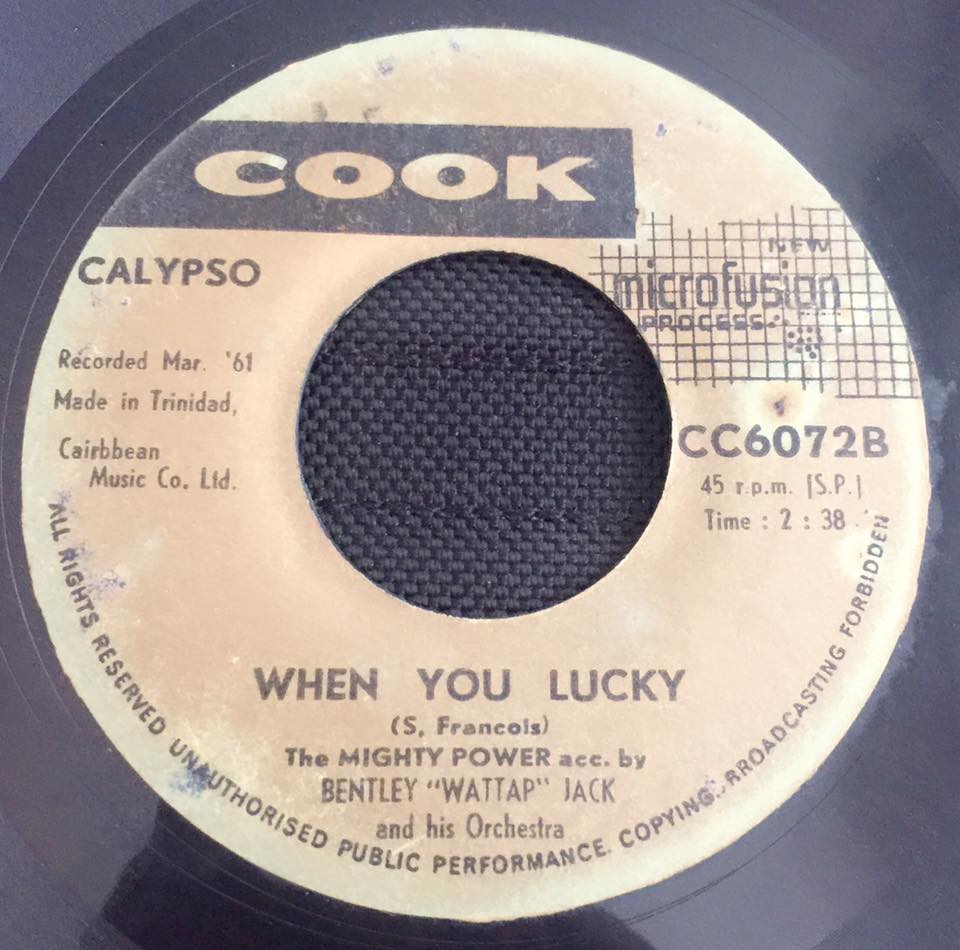 COOK
CALYPSO
NEW
microfusion
PROCESS
Recorded Mar. '61
Made in Trinidad,
Cairbbean
Music Co. Ltd.
CC6072B
45 r.p.m. [S.P.]
Time : 2 : 38
WHEN YOU LUCKY
(S. Francois)
The MIGHTY POWER acc. by
BENTLEY "WATTAP" JACK
and his Orchestra
ALL RIGHTS RESERVED UNAUTHORISED PUBLIC PERFORMANCE. COPYING. BROADCASTING FORBIDDEN